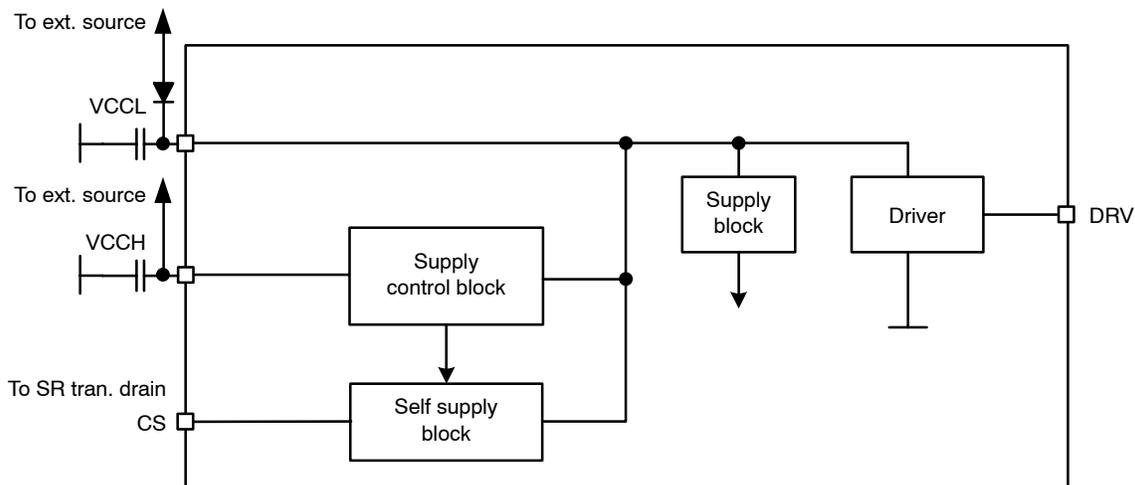 To ext. source
VCCL
To ext. source
VCCH
Supply
control block
Supply
block
Driver
DRV
To SR tran. drain
CS
Self supply
block